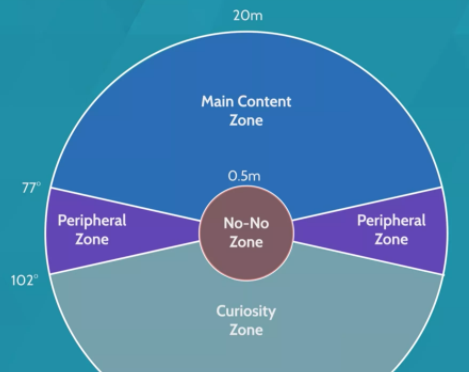 20m
Main Content
Zone
0.5m
77°
Peripheral
Zone
No-No
Zone
Peripheral
Zone
102°
Curiosity
Zone